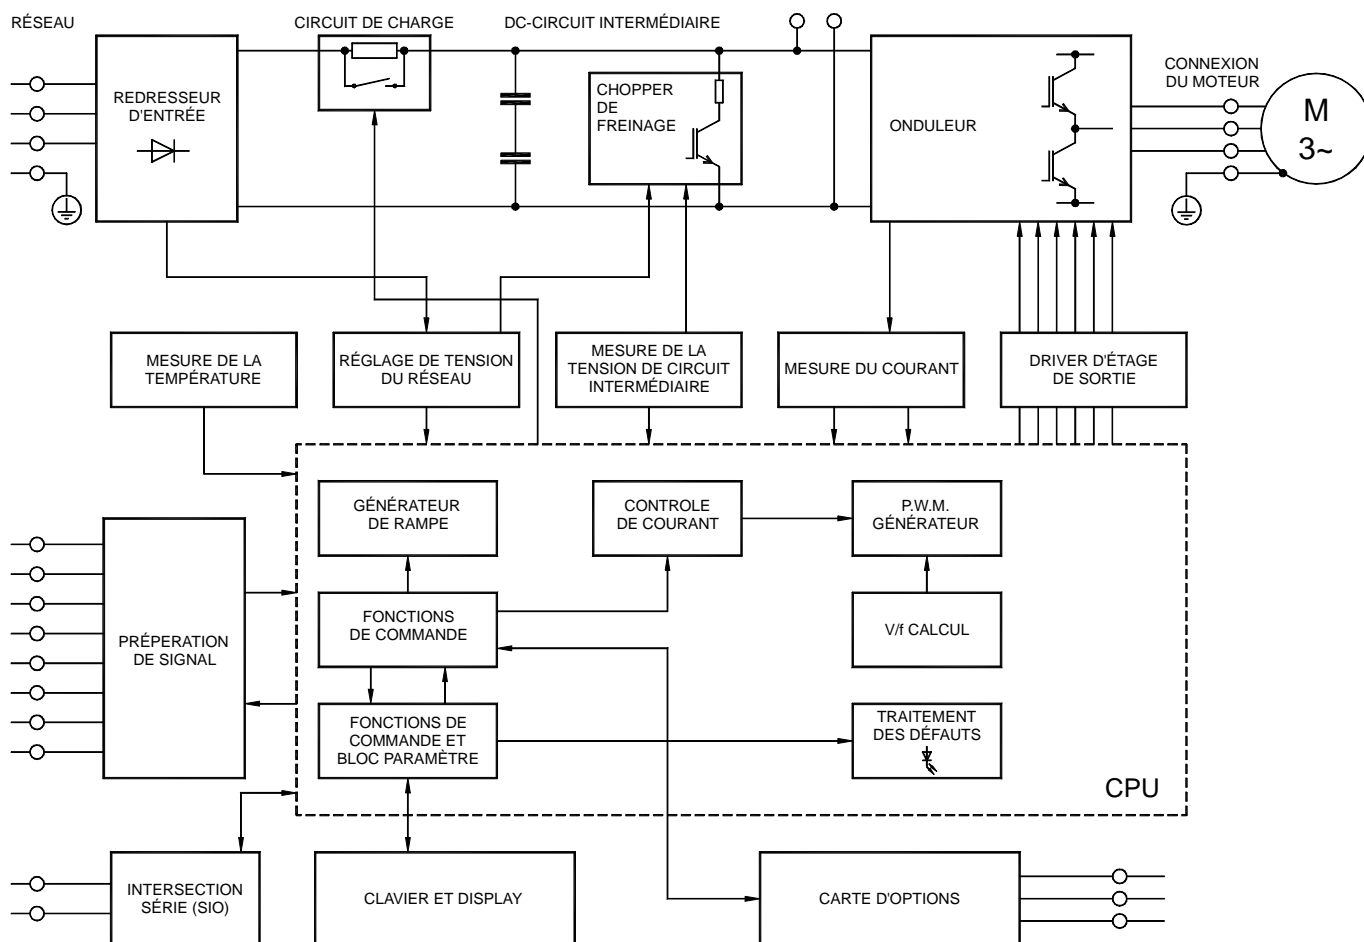 RÉSEAU
CIRCUIT DE CHARGE
DC-CIRCUIT INTERMÉDIAIRE
REDRESSEUR
D'ENTRÉE
CHOPPER
DE
FREINAGE
ONDULEUR
CONNEXION
DU MOTEUR
M
3~
MESURE DE LA
TEMPÉRATURE
RÉGLAGE DE TENSION
DU RÉSEAU
MESURE DE LA
TENSION DE CIRCUIT
INTERMÉDIAIRE
MESURE DU COURANT
DRIVER D'ÉTAGE
DE SORTIE
GÉNÉRATEUR
DE RAMPE
CONTROLE
DE COURANT
P.W.M.
GÉNÉRATEUR
PRÉPERATION
DE SIGNAL
FONCTIONS
DE COMMANDE
V/f CALCUL
FONCTIONS DE
COMMANDE ET
BLOC PARAMÈTRE
TRAITEMENT
DES DÉFAUTS
CPU
INTERSECTION
SÉRIE (SIO)
CLAVIER ET DISPLAY
CARTE D'OPTIONS